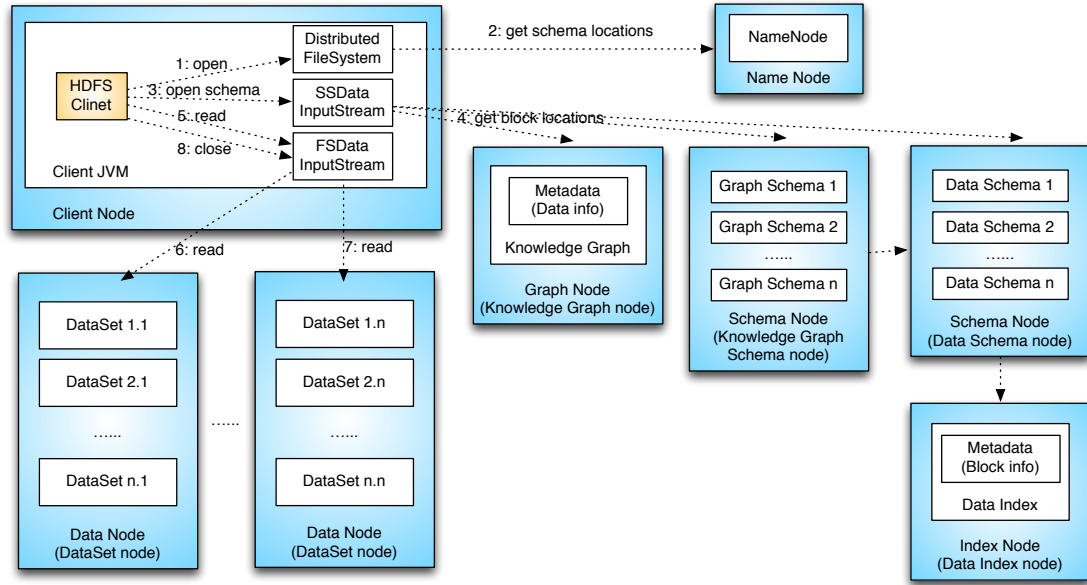 Distributed
FileSystem
2: get schema locations
NameNode
Name Node
1: open
HDFS
Clinet
3: open schema
SSData
InputStream
4: get block locations
5: read
8: close
FSData
InputStream
Client JVM
Client Node
6: read
7: read
Metadata
(Data info)
Knowledge Graph
Graph Node
(Knowledge Graph node)
Graph Schema 1
Graph Schema 2
......
Graph Schema n
Schema Node
(Knowledge Graph
Schema node)
Data Schema 1
Data Schema 2
......
Data Schema n
Schema Node
(Data Schema node)
DataSet 1.1
DataSet 2.1
......
DataSet n.1
Data Node
(DataSet node)
......
DataSet 1.n
DataSet 2.n
......
DataSet n.n
Data Node
(DataSet node)
Metadata
(Block info)
Data Index
Index Node
(Data Index node)